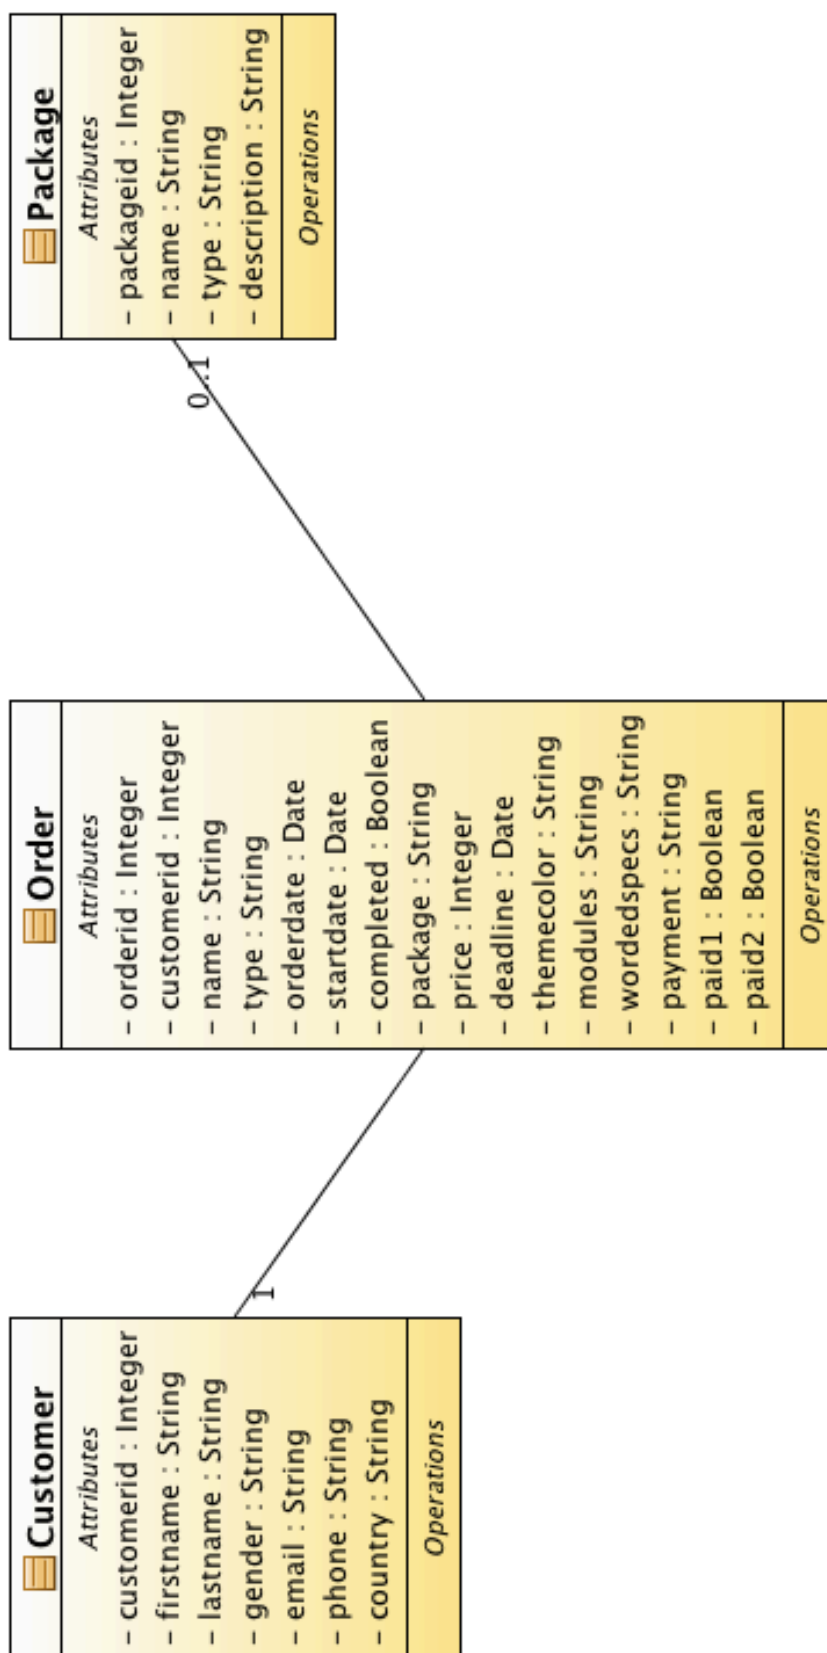 Customer
Attributes
– customerid : Integer
– firstname : String
– lastname : String
– gender : String
– email : String
– phone : String
– country : String
Operations
1
Order
Attributes
– orderid : Integer
– customerid : Integer
– name : String
– type : String
– orderdate : Date
– startdate : Date
– completed : Boolean
– package : String
– price : Integer
– deadline : Date
– themecolor : String
– modules : String
– wordedspecs : String
– payment : String
– paid1 : Boolean
– paid2 : Boolean
Operations
0..1
Package
Attributes
– packageid : Integer
– name : String
– type : String
– description : String
Operations